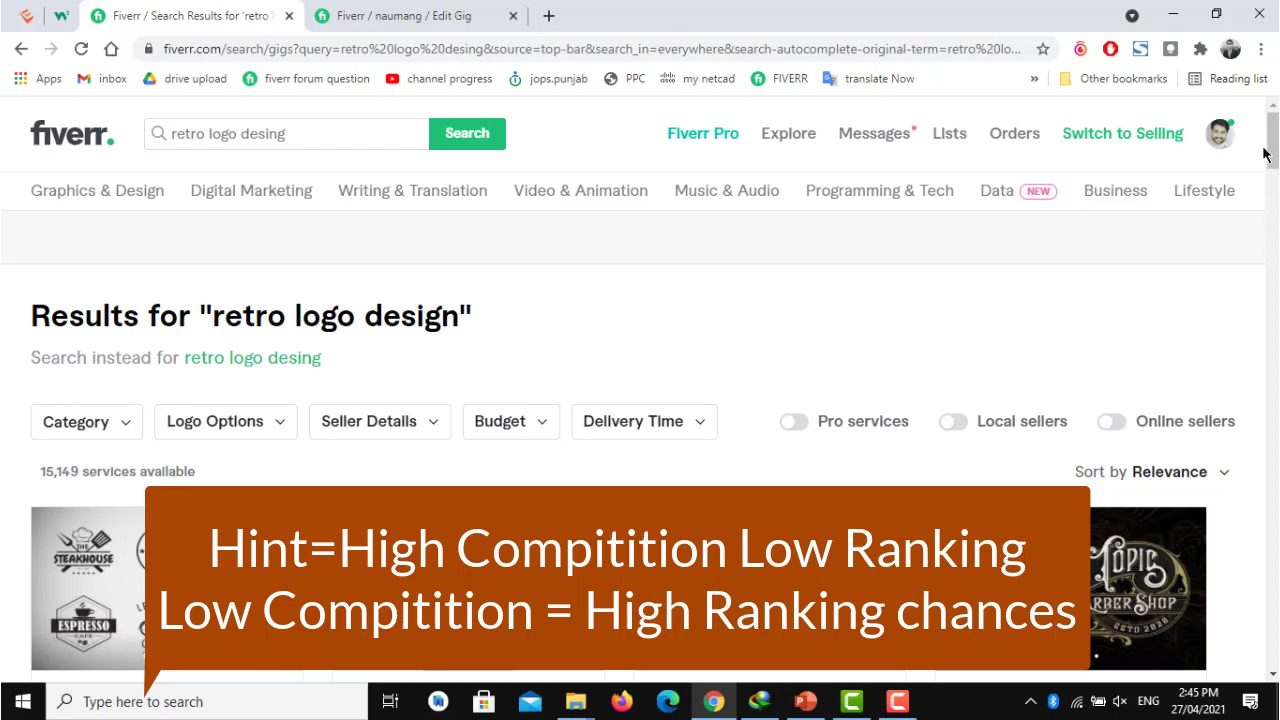 Fiverr / Search Results for 'retro l
Fiverr / naumang / Edit Gig
fiverr.com/search/gigs?query=retro%20logo%20desing&source=top-bar&search_in=everywhere&search-autocomplete-original-term=retro%20lo...
Apps inbox drive upload fiverr forum question channel progress jops.punjab PPC my netcad FIVERR translate Now » Other bookmarks Reading list
fiverr. retro logo desing Search Fiverr Pro Explore Messages Lists Orders Switch to Selling
Graphics & Design Digital Marketing Writing & Translation Video & Animation Music & Audio Programming & Tech Data NEW Business Lifestyle
Results for "retro logo design"
Search instead for retro logo desing
Category Logo Options Seller Details Budget Delivery Time Pro services Local sellers Online sellers
15,149 services available Sort by Relevance
THE
STEAKHOUSE
ESPRESSO
CAFE
TOPIC
BARBER SHOP
ESTD 2020
Hint=High Compitition Low Ranking
Low Compitition = High Ranking chances
Type here to search
ENG
2:45 PM
27/04/2021